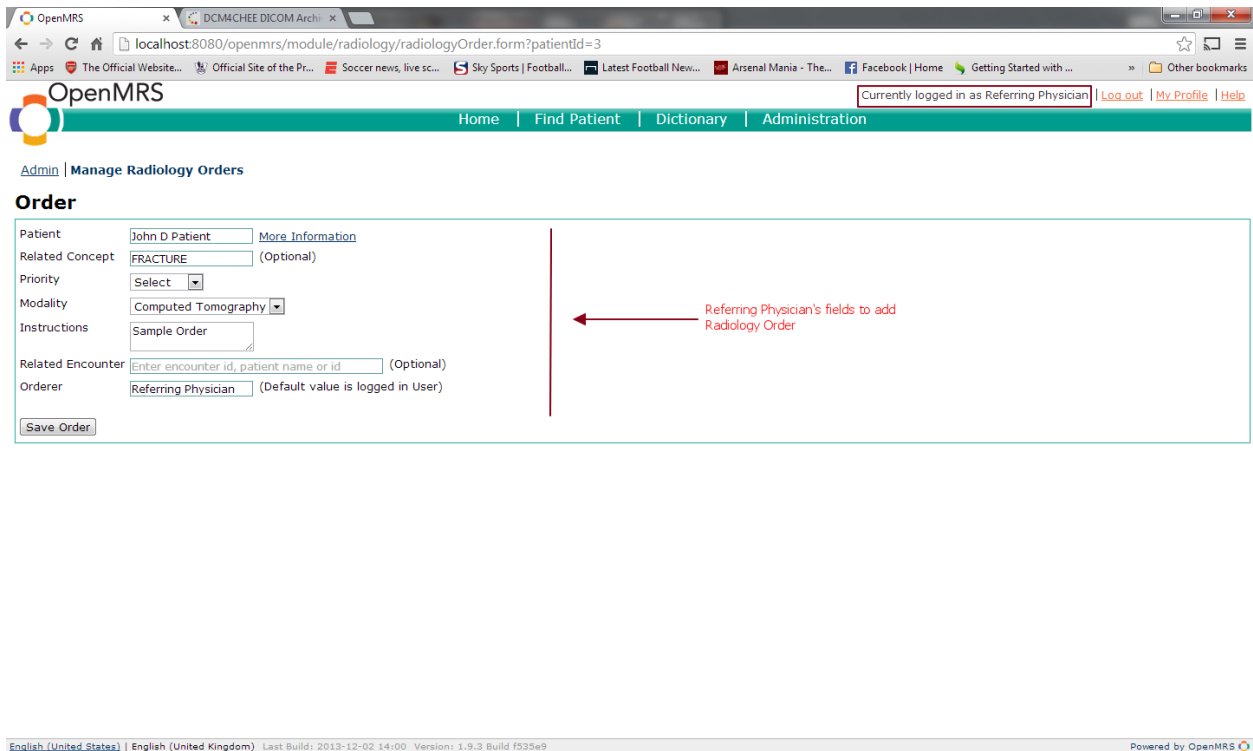 OpenMRS
DCM4CHEE DICOM Archi
localhost:8080/openmrs/module/radiology/radiologyOrder.form?patientId=3
Apps The Official Website... Official Site of the Pr... Soccer news, live sc... Sky Sports | Football... Latest Football New... Arsenal Mania - The... Facebook | Home Getting Started with ... » Other bookmarks
OpenMRS
Currently logged in as Referring Physician | Log out | My Profile | Help
Home | Find Patient | Dictionary | Administration
Admin | Manage Radiology Orders
Order
Patient John D Patient More Information
Related Concept FRACTURE (Optional)
Priority Select
Modality Computed Tomography
Instructions Sample Order
Related Encounter Enter encounter id, patient name or id (Optional)
Orderer Referring Physician (Default value is logged in User)
Save Order
Referring Physician's fields to add
Radiology Order
English (United States) | English (United Kingdom) Last Build: 2013-12-02 14:00 Version: 1.9.3 Build f535e9
Powered by OpenMRS